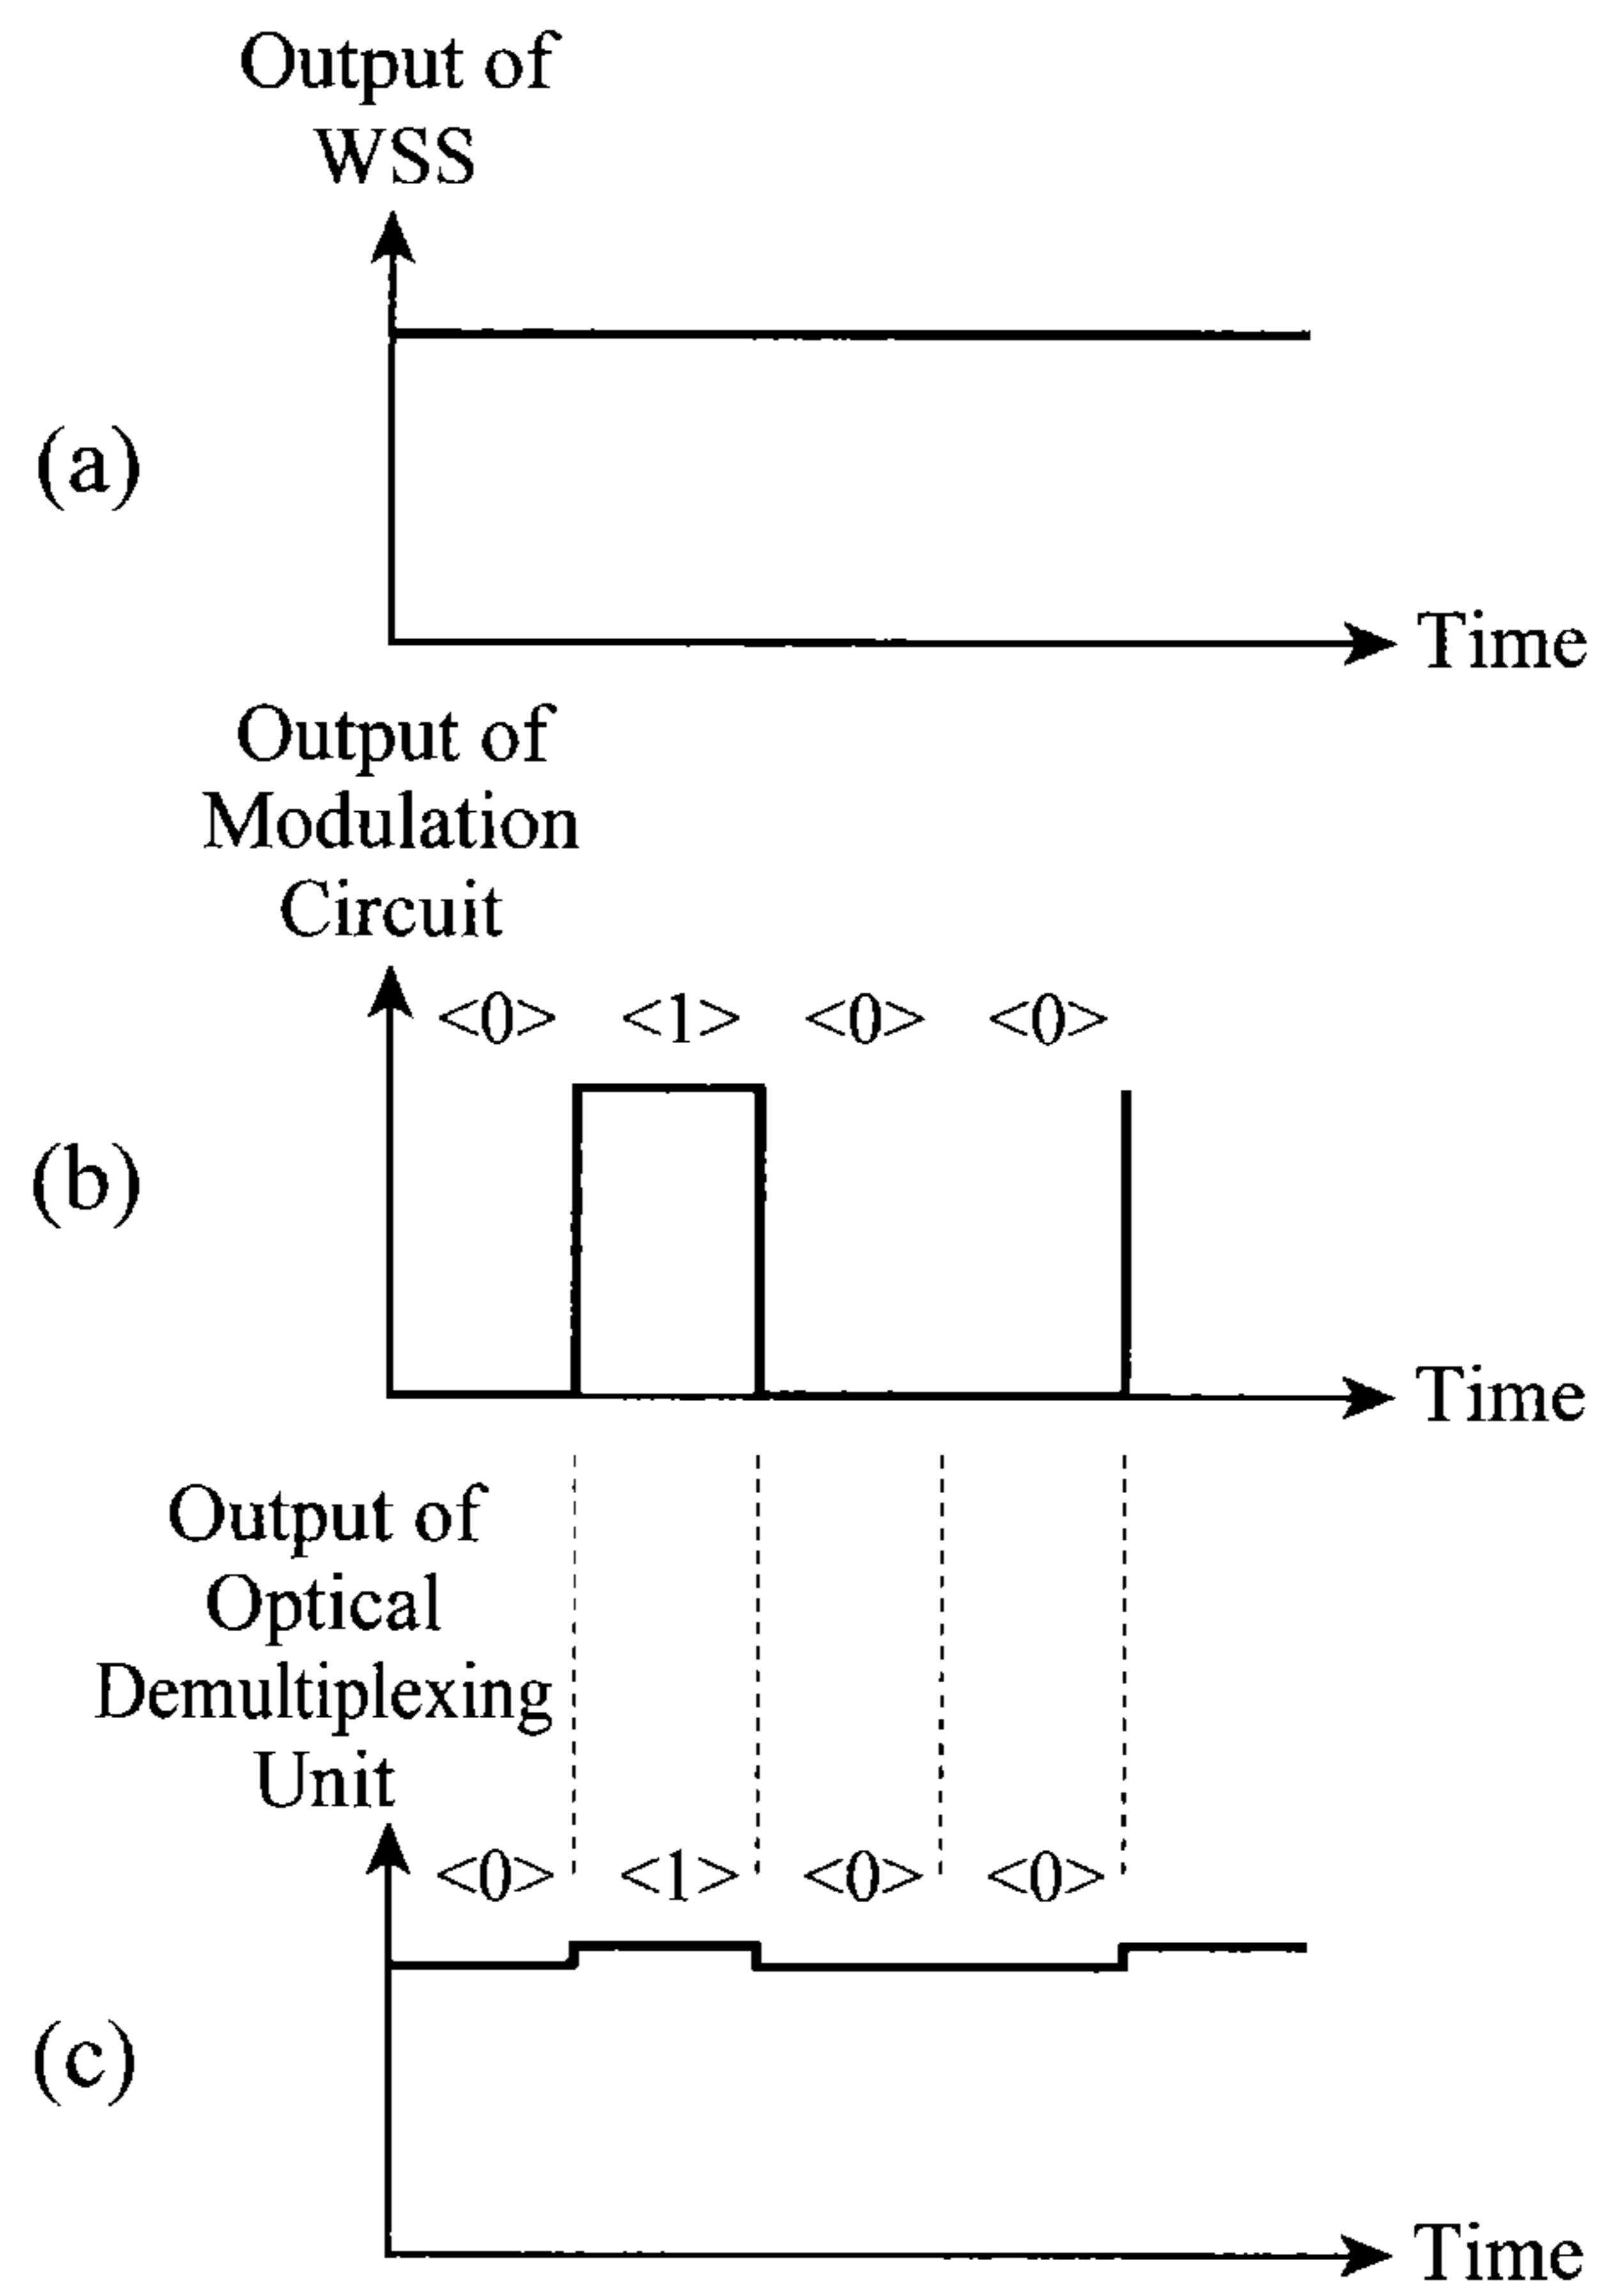 Output of
WSS
(a)
Time
Output of
Modulation
Circuit
<0> <1> <0> <0>
(b)
Time
Output of
Optical
Demultiplexing
Unit
<0> <1> <0> <0>
(c)
Time